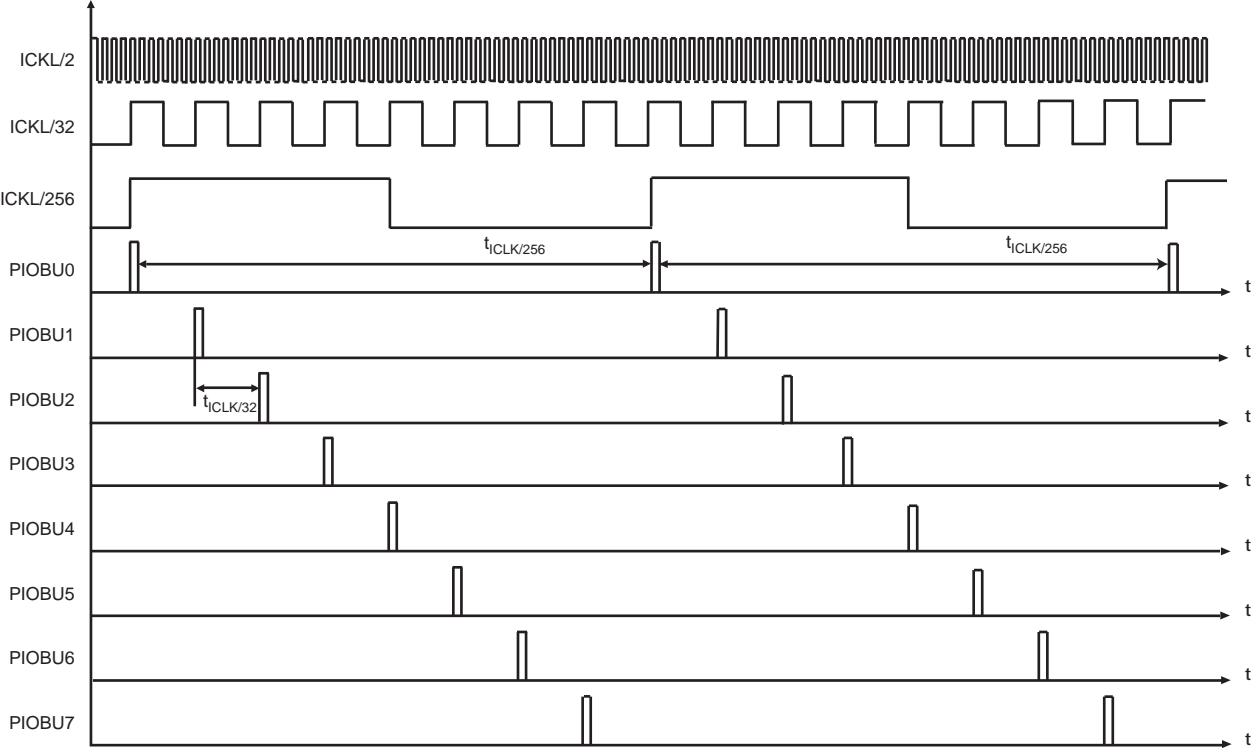 ICKL/2
ICKL/32
ICKL/256
tICLK/256
tICLK/256
PIOBU0
t
PIOBU1
t
PIOBU2
tICLK/32
t
PIOBU3
t
PIOBU4
t
PIOBU5
t
PIOBU6
t
PIOBU7
t